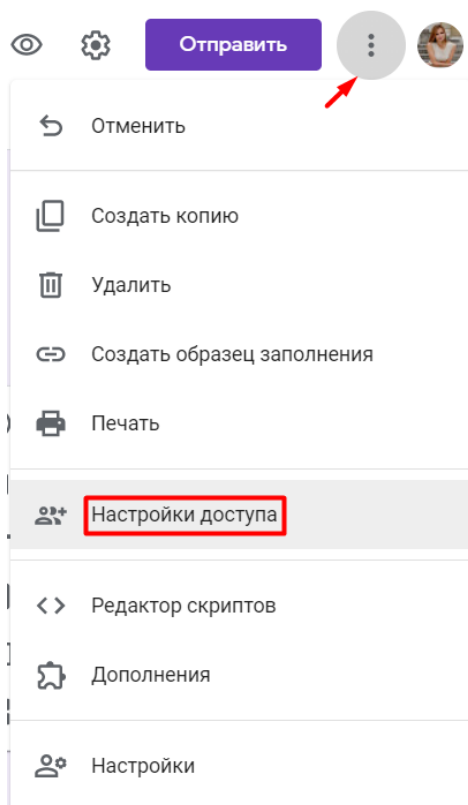 Отправить
Отменить
Создать копию
Удалить
Создать образец заполнения
Печать
Настройки доступа
Редактор скриптов
Дополнения
Настройки